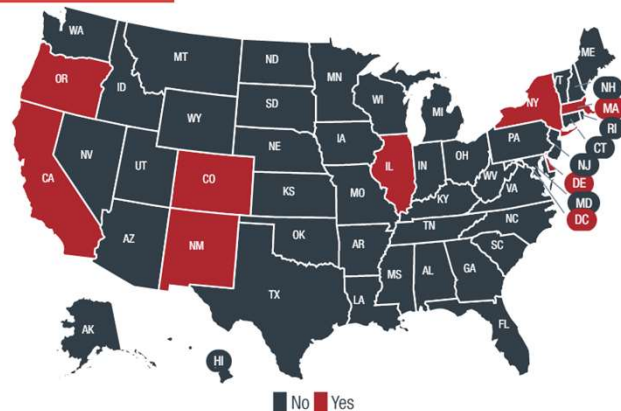 WA
OR
CA
ID
NV
MT
WY
UT
AZ
CO
NM
ND
SD
NE
KS
OK
TX
MN
IA
MO
AR
LA
WI
IL
MI
IN
OH
KY
TN
MS
AL
GA
FL
SC
NC
VA
WV
PA
NY
VT
ME
NH
MA
RI
CT
NJ
DE
MD
DC
AK
HI
No Yes